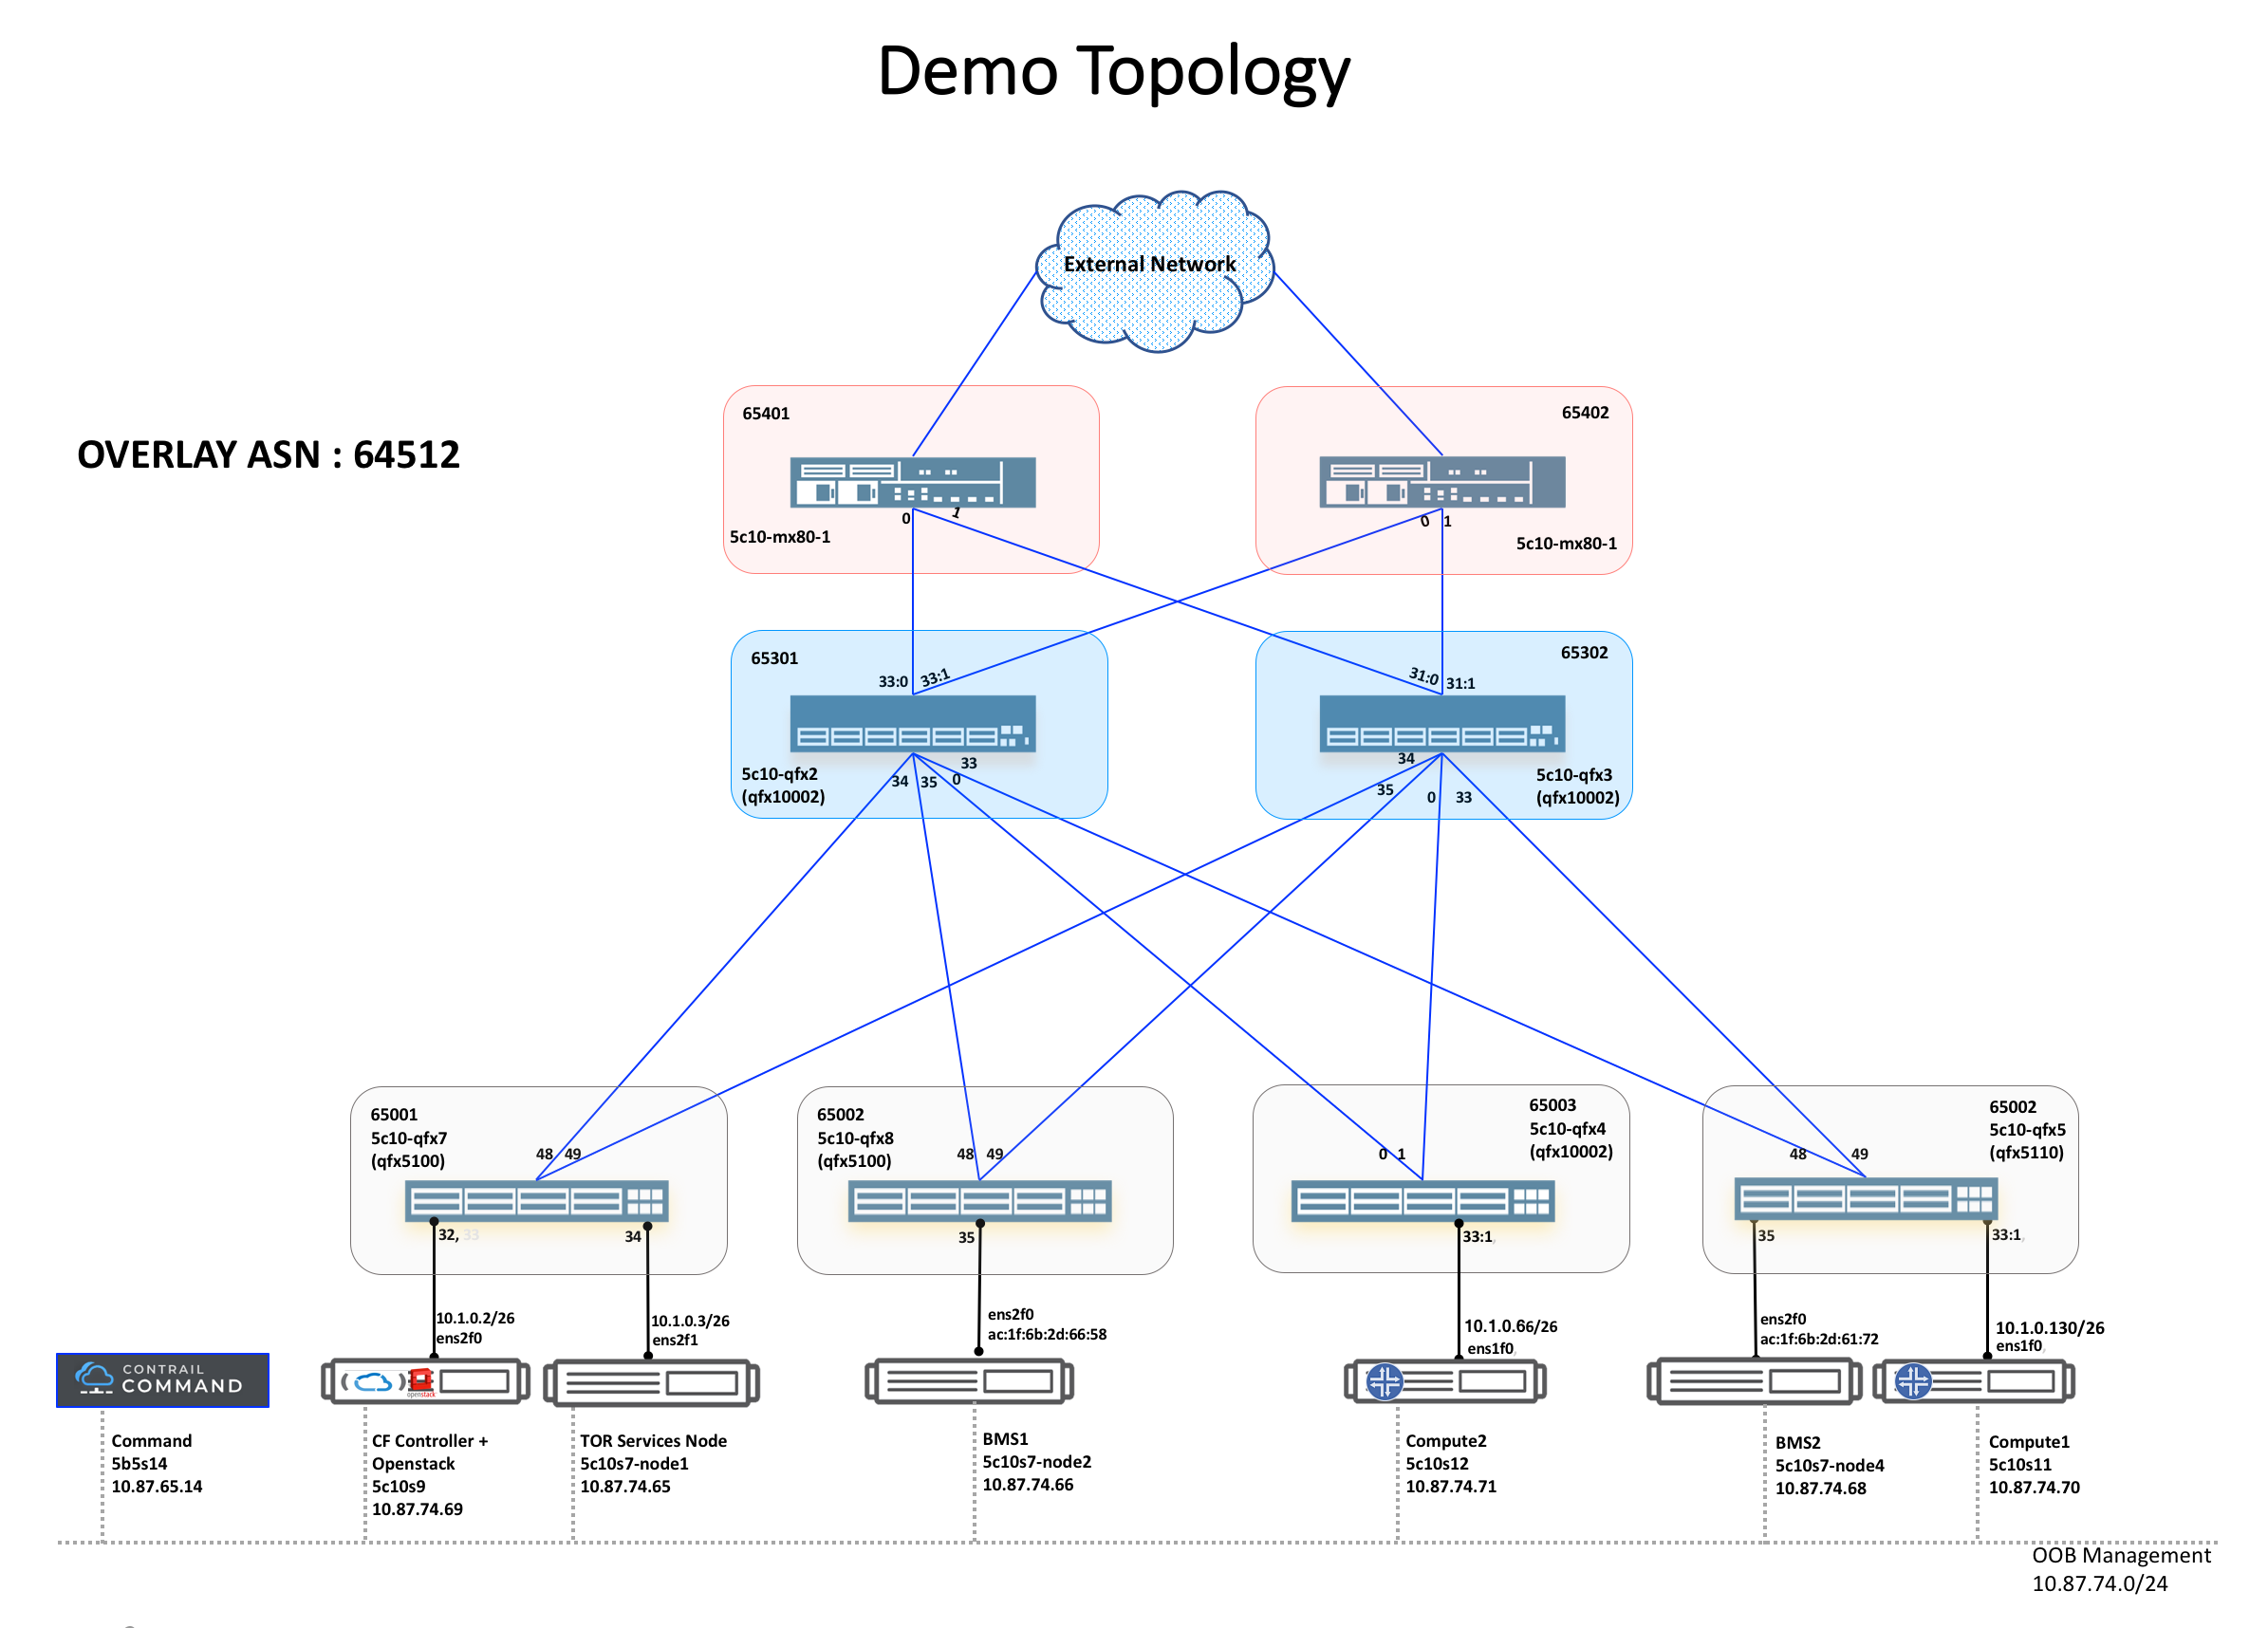 Demo Topology
External Network
OVERLAY ASN : 64512
65401
0
1
5c10-mx80-1
65402
0
1
5c10-mx80-1
65301
33:0
33:1
5c10-qfx2
(qfx10002)
34
35
0
33
65302
31:0
31:1
34
35
0
33
5c10-qfx3
(qfx10002)
65001
5c10-qfx7
(qfx5100)
48
49
32, 33
34
65002
5c10-qfx8
(qfx5100)
48
49
35
65003
5c10-qfx4
(qfx10002)
0
1
33:1,
65002
5c10-qfx5
(qfx5110)
48
49
35
33:1,
10.1.0.2/26
ens2f0
10.1.0.3/26
ens2f1
ens2f0
ac:1f:6b:2d:66:58
10.1.0.66/26
ens1f0,
ens2f0
ac:1f:6b:2d:61:72
10.1.0.130/26
ens1f0,
CONTRAIL
COMMAND
openstack
Command
5b5s14
10.87.65.14
CF Controller +
Openstack
5c10s9
10.87.74.69
TOR Services Node
5c10s7-node1
10.87.74.65
BMS1
5c10s7-node2
10.87.74.66
Compute2
5c10s12
10.87.74.71
BMS2
5c10s7-node4
10.87.74.68
Compute1
5c10s11
10.87.74.70
OOB Management
10.87.74.0/24